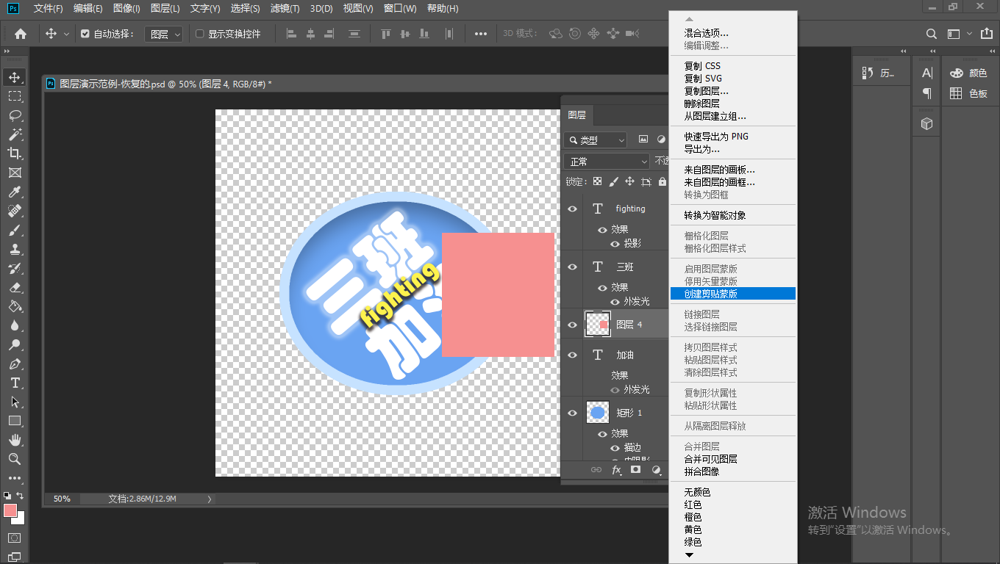 Ps 文件(F) 编辑(E) 图像(I) 图层(L) 文字(Y) 选择(S) 滤镜(T) 3D(D) 视图(V) 窗口(W) 帮助(H)
自动选择: 图层 显示变换控件 3D 模式:
图层演示范例-恢复的.psd @ 50% (图层 4, RGB/8#) *
三班
fighting
加
50% 文档:2.86M/12.9M
图层
类型
正常
锁定:
fighting
效果
投影
三班
效果
外发光
图层 4
加油
效果
外发光
矩形 1
效果
描边
fx
混合选项...
编辑调整...
复制 CSS
复制 SVG
复制图层...
删除图层
从图层建立组...
快速导出为 PNG
导出为...
来自图层的画板...
来自图层的画框...
转换为图框
转换为智能对象
栅格化图层
栅格化图层样式
启用图层蒙版
停用矢量蒙版
创建剪贴蒙版
链接图层
选择链接图层
拷贝图层样式
粘贴图层样式
清除图层样式
复制形状属性
粘贴形状属性
从隔离图层释放
合并图层
合并可见图层
拼合图像
无颜色
红色
橙色
黄色
绿色
历...
颜色
色板
激活 Windows
转到“设置”以激活 Windows。